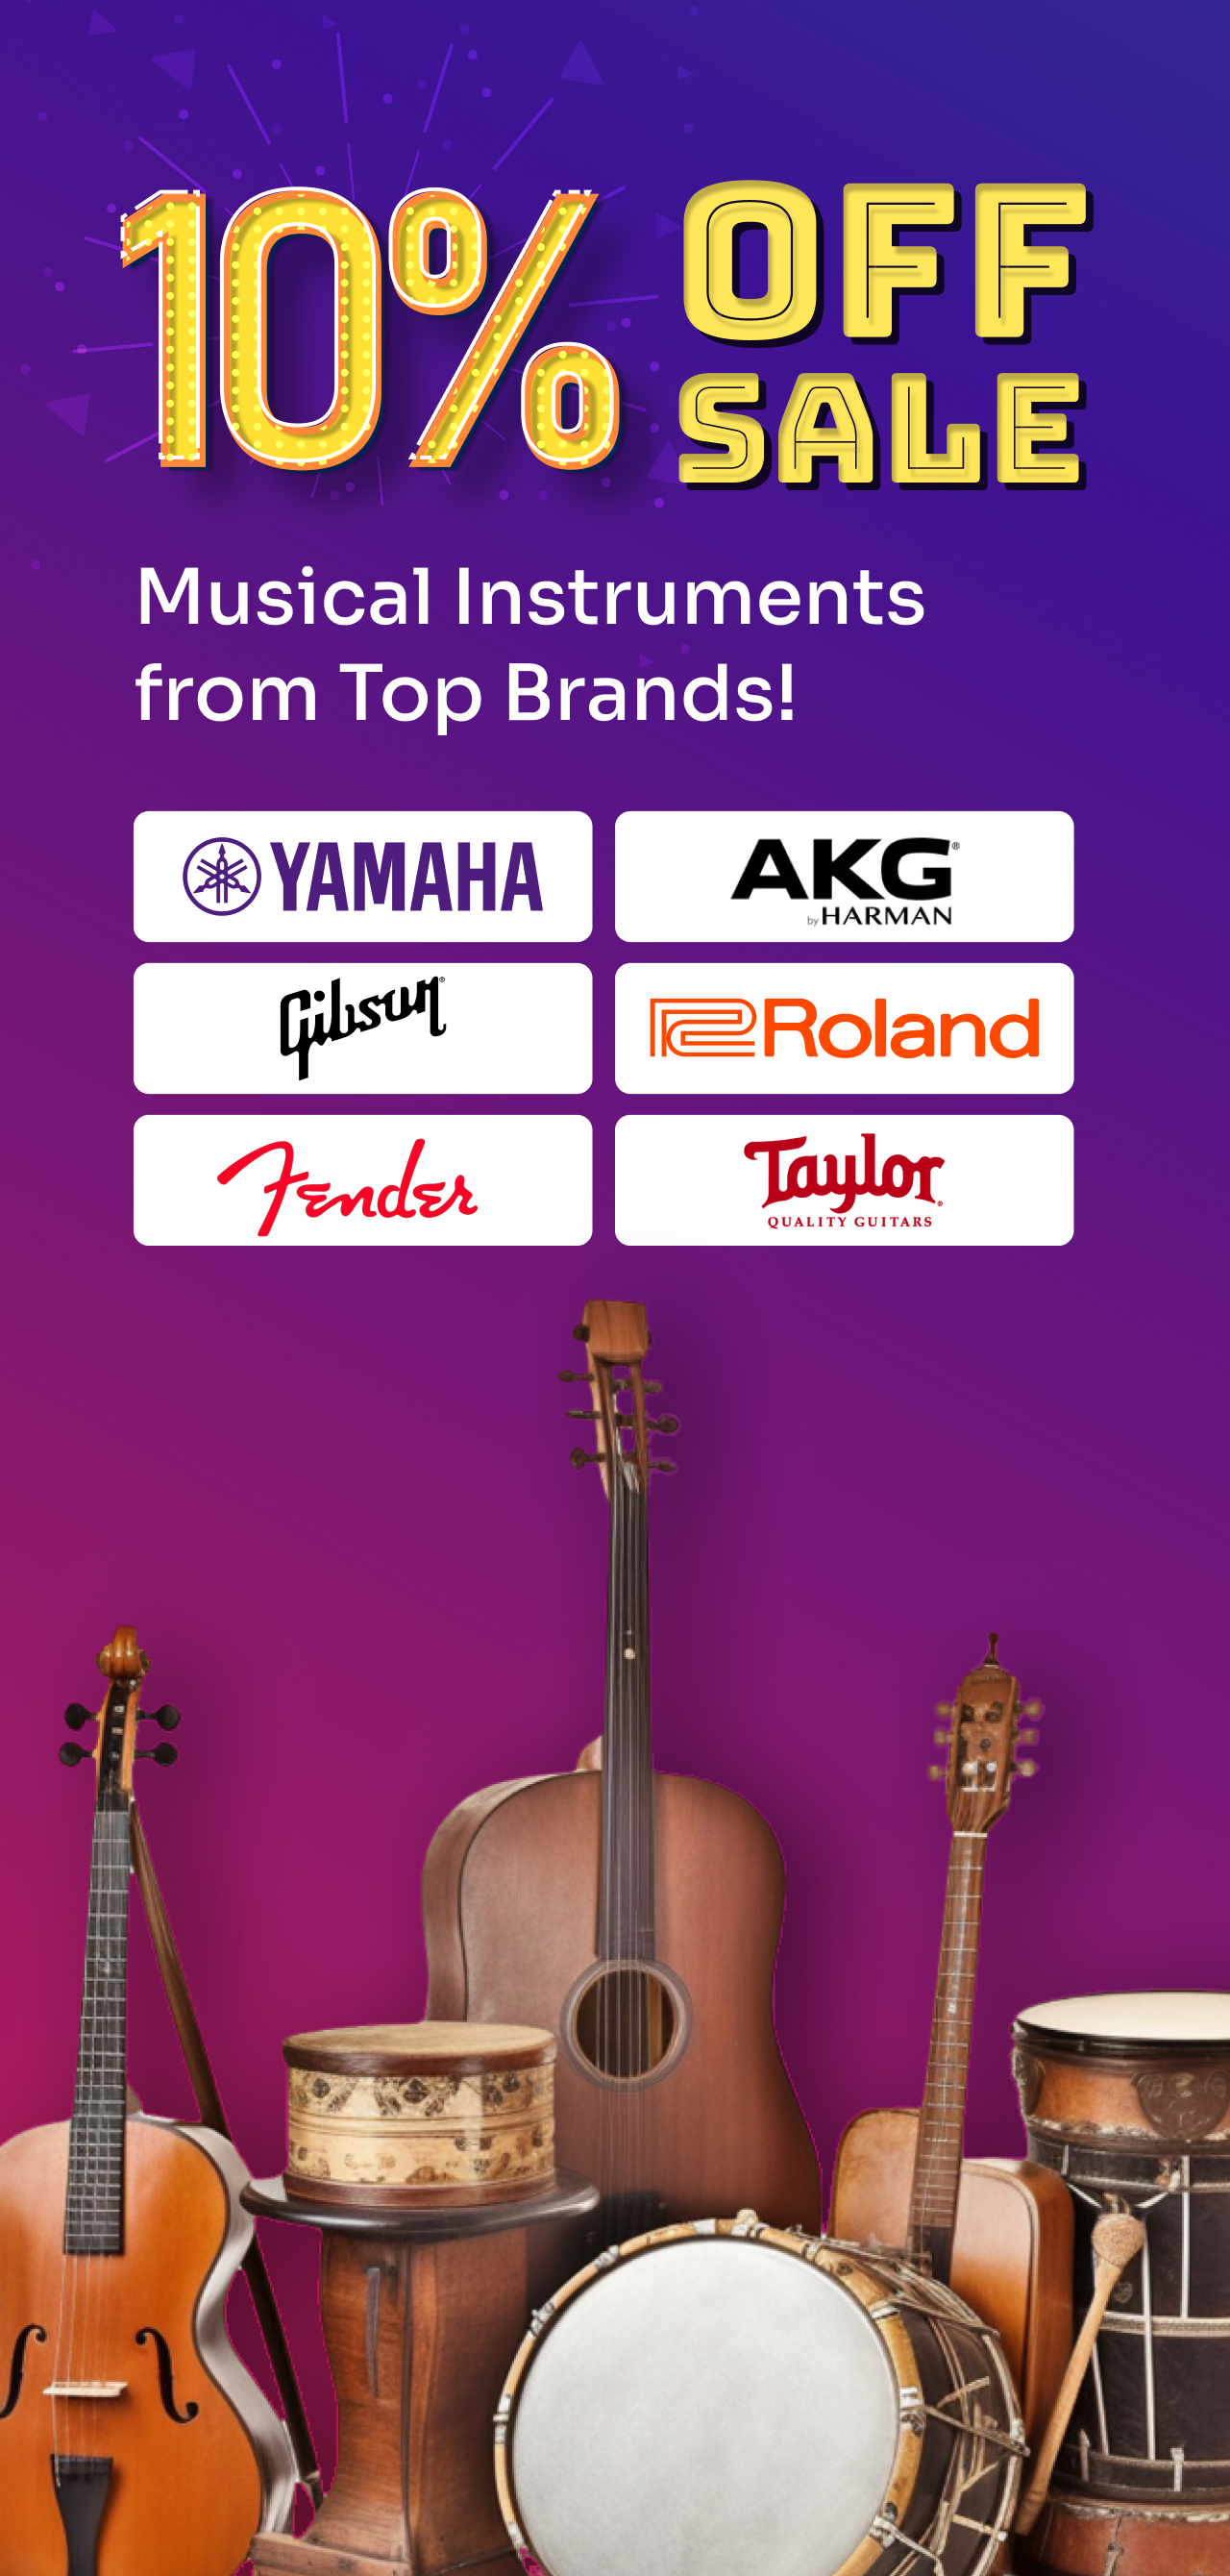 10% OFF
SALE
Musical Instruments
from Top Brands!
YAMAHA
AKG®
by HARMAN
Gibson®
Roland
Fender
Taylor®
QUALITY GUITARS